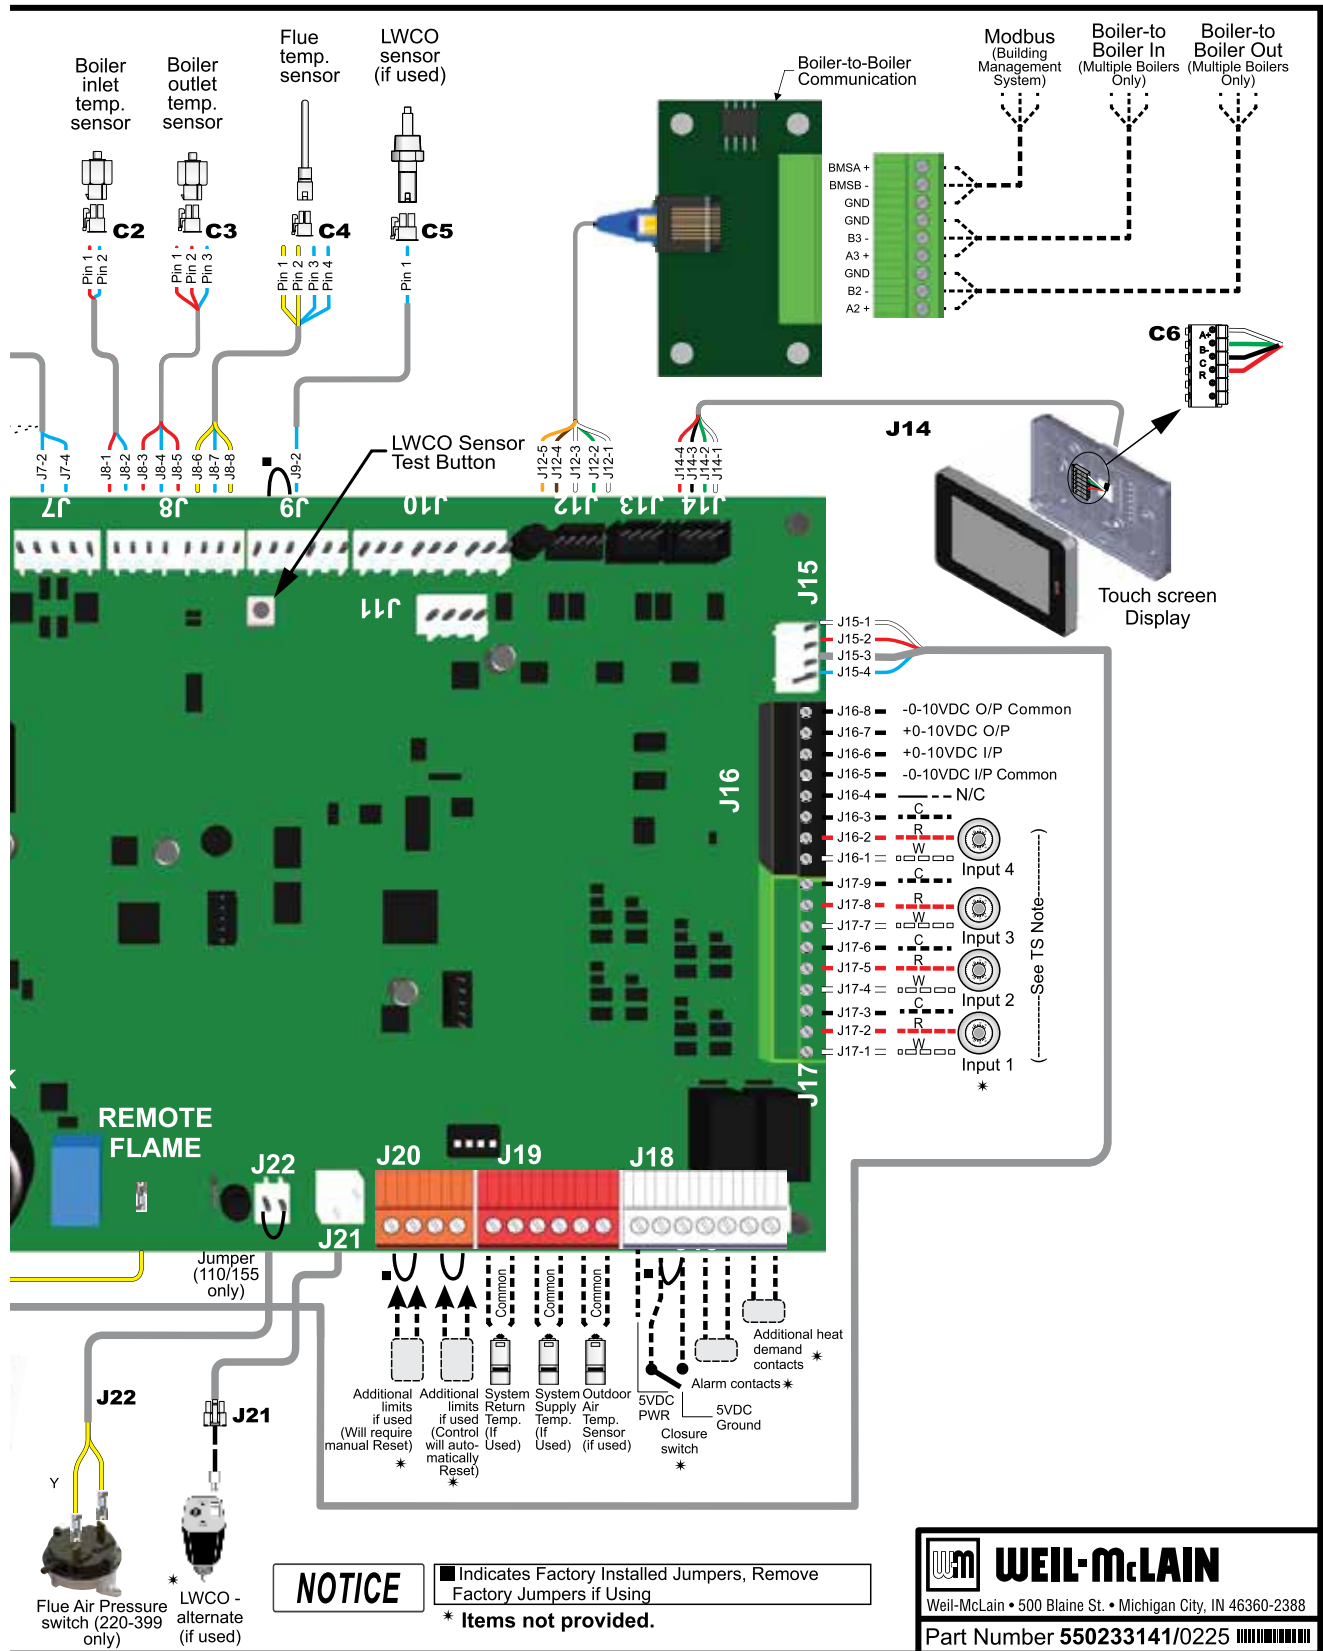 Boiler
inlet
temp.
sensor
Boiler
outlet
temp.
sensor
Flue
temp.
sensor
LWCO
sensor
(if used)
C2
C3
C4
C5
Pin 1
Pin 2
Pin 1
Pin 2
Pin 3
Pin 1
Pin 2
Pin 3
Pin 4
Pin 1
Boiler-to-Boiler
Communication
Modbus
(Building
Management
System)
Boiler-to
Boiler In
(Multiple Boilers
Only)
Boiler-to
Boiler Out
(Multiple Boilers
Only)
BMSA +
BMSB -
GND
GND
B3 -
A3 +
GND
B2 -
A2 +
C6
A+
B-
C
R
J14
Touch screen
Display
J7-2
J7-4
J8-1
J8-2
J8-3
J8-4
J8-5
J8-6
J8-7
J8-8
■
J9-2
LWCO Sensor
Test Button
J12-5
J12-4
J12-3
J12-2
J12-1
J14-4
J14-3
J14-2
J14-1
J7
J8
J9
J10
J12
J13
J14
J11
J15
J15-1
J15-2
J15-3
J15-4
J16
J16-8 -0-10VDC O/P Common
J16-7 +0-10VDC O/P
J16-6 +0-10VDC I/P
J16-5 -0-10VDC I/P Common
J16-4 N/C
J16-3 C
J16-2 R
J16-1 W
Input 4
J17-9 C
J17-8 R
J17-7 W
Input 3
J17-6 C
J17-5 R
J17-4 W
Input 2
J17-3 C
J17-2 R
J17-1 W
Input 1
*
See TS Note
J17
REMOTE
FLAME
J22
J21
J20
J19
J18
Jumper
(110/155
only)
■
Common
Common
Common
■
Additional
limits
if used
(Will require
manual Reset)
*
Additional
limits
if used
(Control
will auto-
matically
Reset)
*
System
Return
Temp.
(If
Used)
System
Supply
Temp.
(If
Used)
Outdoor
Air
Temp.
Sensor
(if used)
5VDC
PWR
5VDC
Ground
Closure
switch
*
Alarm contacts *
Additional heat
demand
contacts *
J22
J21
Y
Flue Air Pressure
switch (220-399
only)
*
LWCO -
alternate
(if used)
NOTICE
■ Indicates Factory Installed Jumpers, Remove
Factory Jumpers if Using
* Items not provided.
WM WEIL-McLAIN
Weil-McLain • 500 Blaine St. • Michigan City, IN 46360-2388
Part Number 550233141/0225